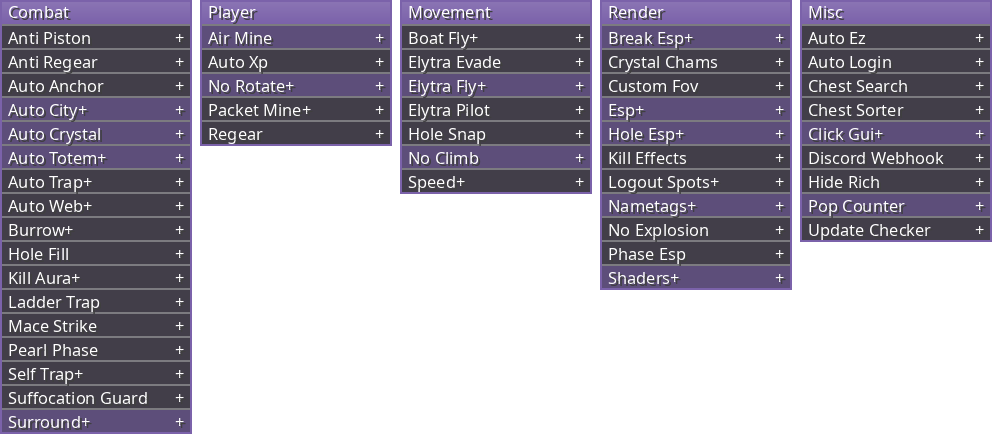 Combat
Anti Piston +
Anti Regear +
Auto Anchor +
Auto City+ +
Auto Crystal +
Auto Totem+ +
Auto Trap+ +
Auto Web+ +
Burrow+ +
Hole Fill +
Kill Aura+ +
Ladder Trap +
Mace Strike +
Pearl Phase +
Self Trap+ +
Suffocation Guard +
Surround+ +
Player
Air Mine +
Auto Xp +
No Rotate+ +
Packet Mine+ +
Regear +
Movement
Boat Fly+ +
Elytra Evade +
Elytra Fly+ +
Elytra Pilot +
Hole Snap +
No Climb +
Speed+ +
Render
Break Esp+ +
Crystal Chams +
Custom Fov +
Esp+ +
Hole Esp+ +
Kill Effects +
Logout Spots+ +
Nametags+ +
No Explosion +
Phase Esp +
Shaders+ +
Misc
Auto Ez +
Auto Login +
Chest Search +
Chest Sorter +
Click Gui+ +
Discord Webhook +
Hide Rich +
Pop Counter +
Update Checker +